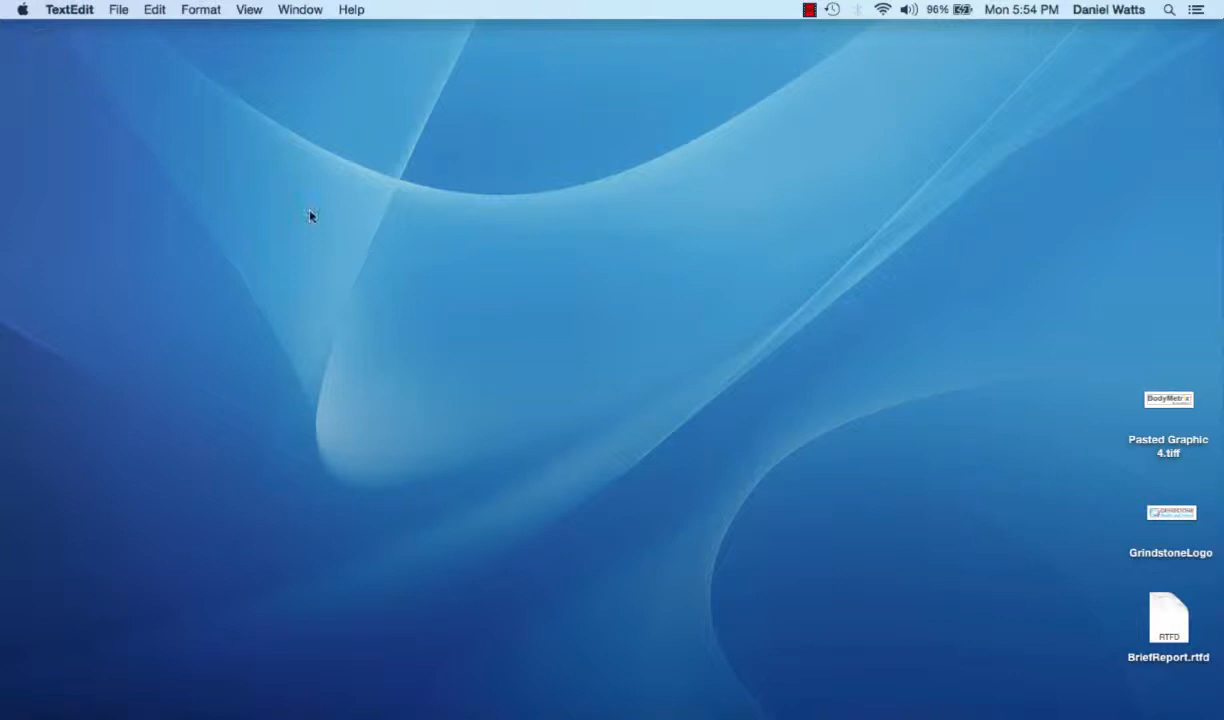 TextEdit File Edit Format View Window Help 96% Mon 5:54 PM Daniel Watts
BodyMetrix
Pasted Graphic
4.tiff
GRINDSTONE
GrindstoneLogo
RTFD
BriefReport.rtfd